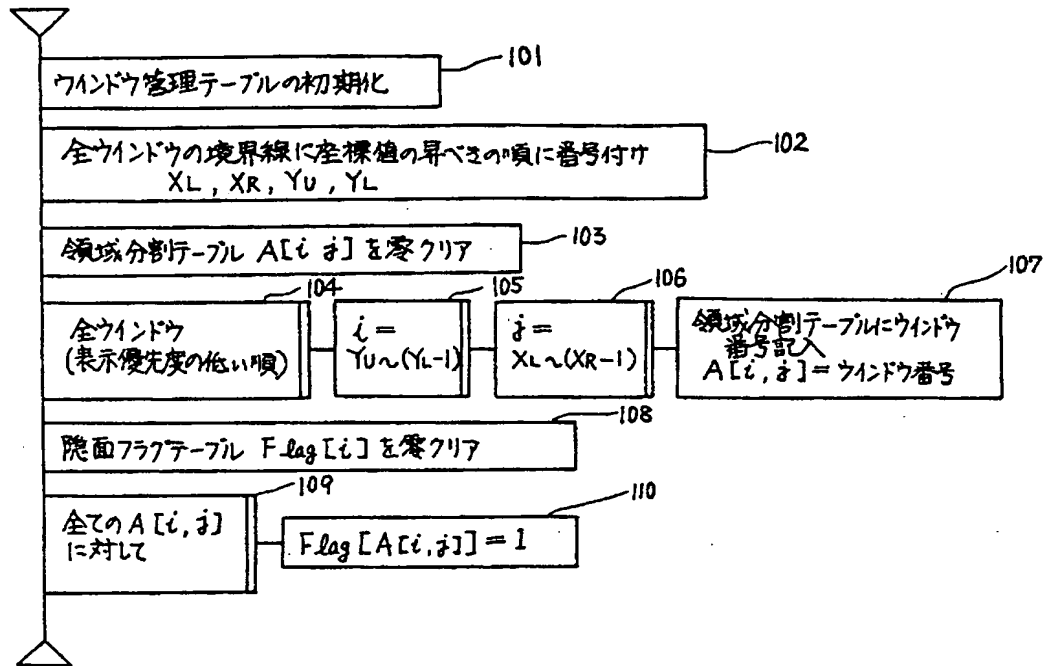 101
ウインドウ管理テーブルの初期化
102
全ウインドウの境界線に座標値の昇べきの順に番号付け
XL, XR, YU, YL
103
領域分割テーブル A[i j] を零クリア
104
全ウインドウ
(表示優先度の低い順)
105
i =
YU~(YL-1)
106
j =
XL~(XR-1)
107
領域分割テーブルにウインドウ
番号記入
A[i,j]=ウインドウ番号
108
隠面フラグテーブル Flag[i] を零クリア
109
全てのA[i,j]
に対して
110
Flag[A[i,j]]=1